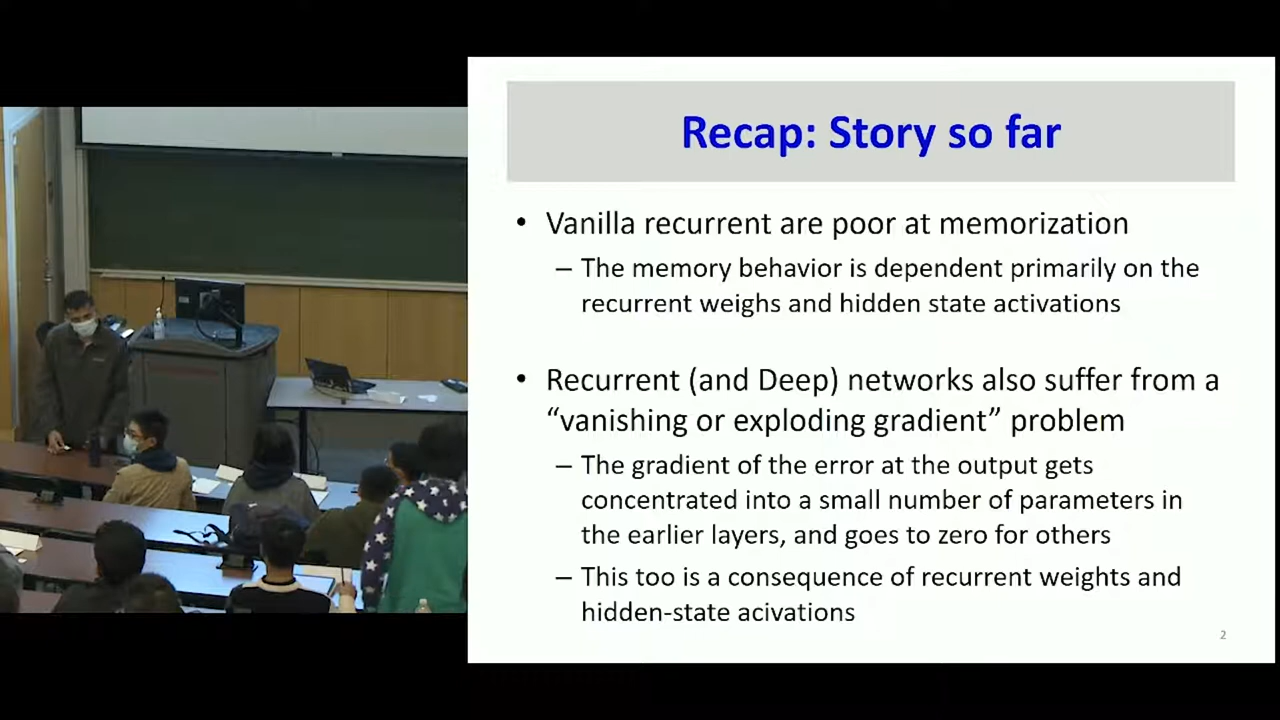 Recap: Story so far
• Vanilla recurrent are poor at memorization
– The memory behavior is dependent primarily on the
recurrent weighs and hidden state activations
• Recurrent (and Deep) networks also suffer from a
“vanishing or exploding gradient” problem
– The gradient of the error at the output gets
concentrated into a small number of parameters in
the earlier layers, and goes to zero for others
– This too is a consequence of recurrent weights and
hidden-state acivations
2